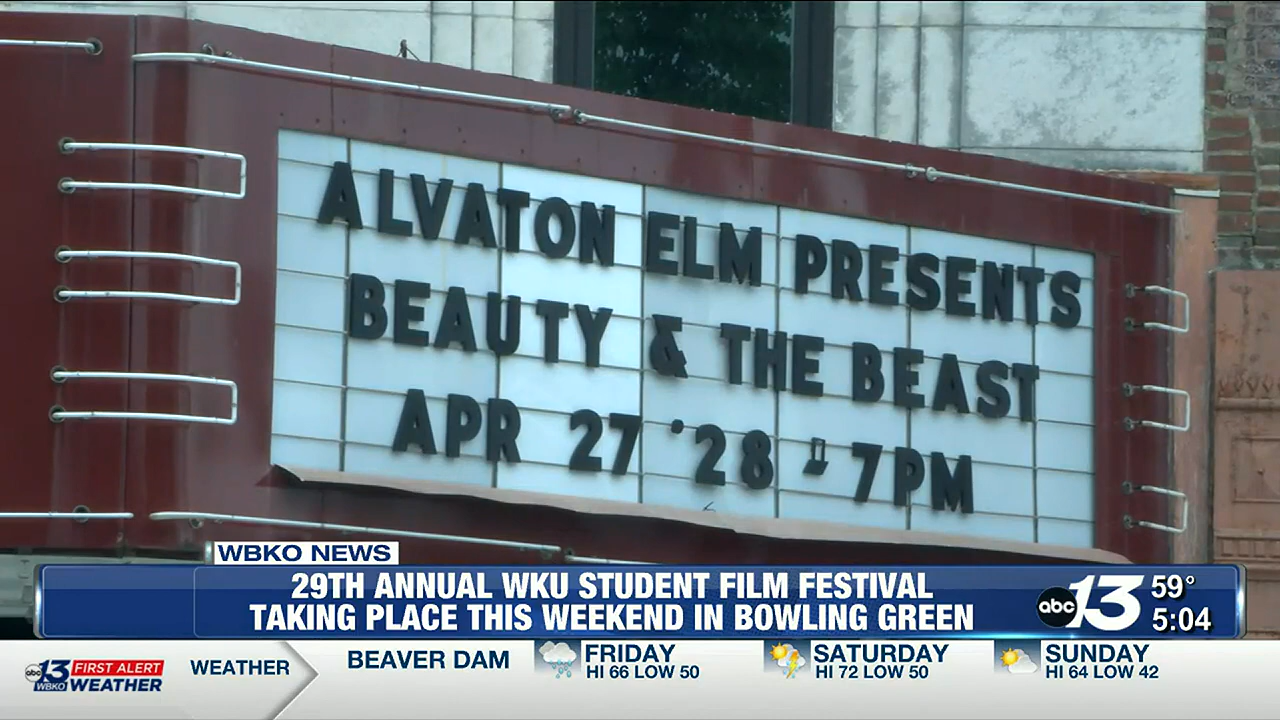 ALVATON ELM PRESENTS
BEAUTY & THE BEAST
APR 27 '28 ♫ 7PM
WBKO NEWS
29TH ANNUAL WKU STUDENT FILM FESTIVAL
TAKING PLACE THIS WEEKEND IN BOWLING GREEN
abc 13
59°
5:04
abc 13 WBKO FIRST ALERT WEATHER
WEATHER
BEAVER DAM
FRIDAY
HI 66 LOW 50
SATURDAY
HI 72 LOW 50
SUNDAY
HI 64 LOW 42